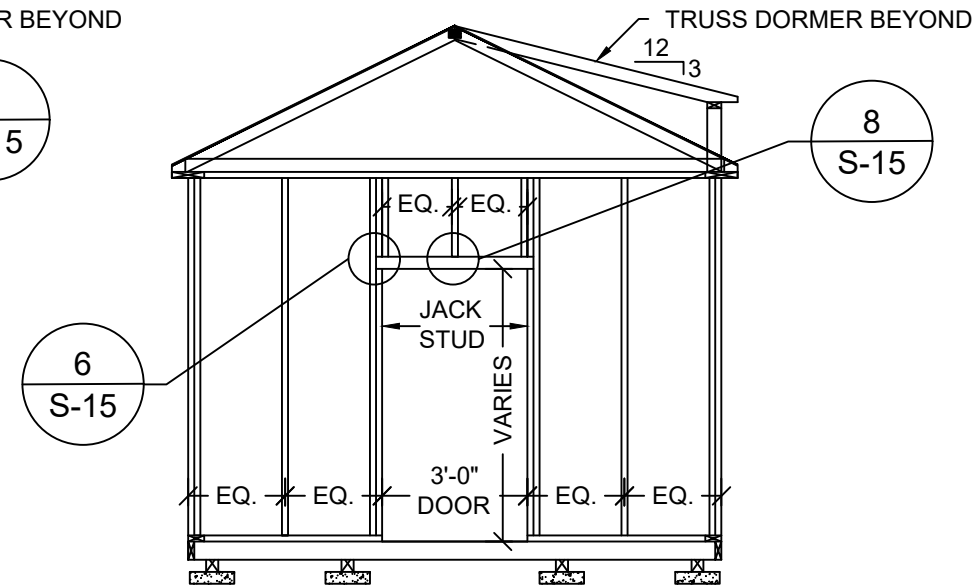 R BEYOND
TRUSS DORMER BEYOND
12
3
5
8
S-15
EQ. EQ.
JACK
STUD
VARIES
6
S-15
EQ. EQ. 3'-0" EQ. EQ.
DOOR